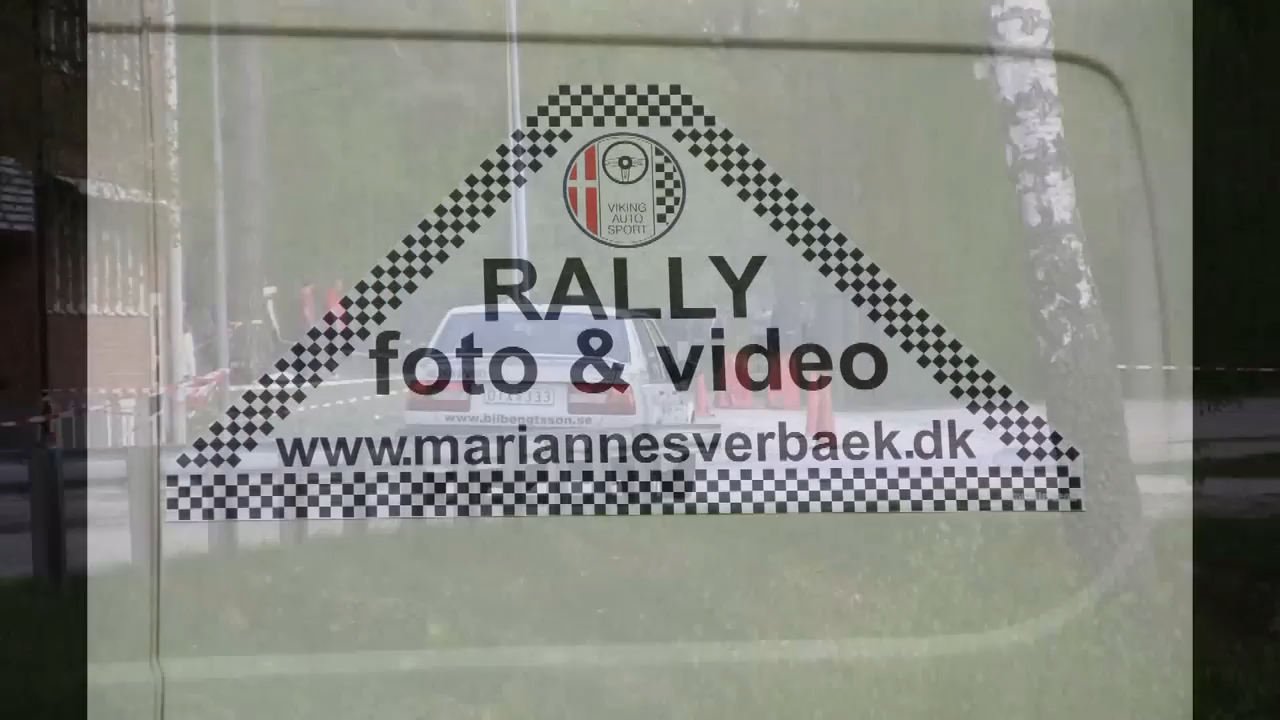 VIKING
AUTO
SPORT
RALLY
foto & video
www.bilbengtsson.se
www.mariannesverbaek.dk